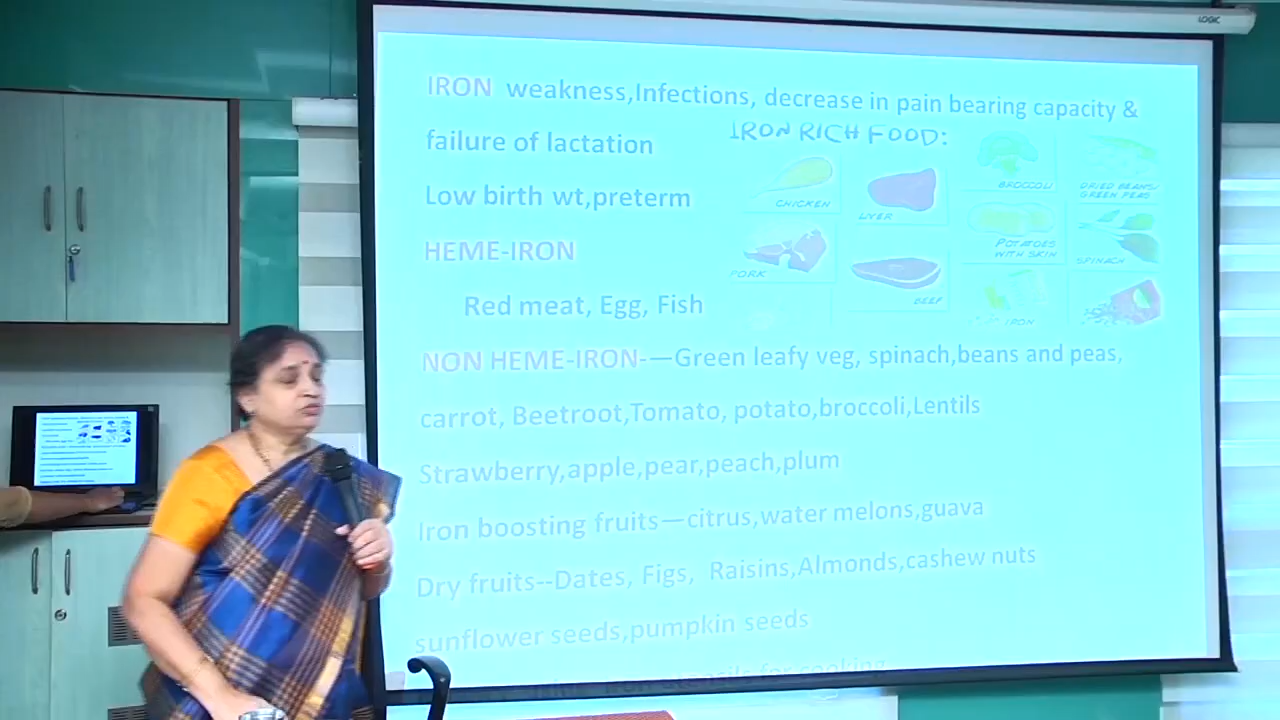 LOGIC
IRON weakness,Infections, decrease in pain bearing capacity &
failure of lactation
IRON RICH FOOD:
Low birth wt,preterm
CHICKEN
LIVER
BROCCOLI
DRIED BEANS/
GREEN PEAS
HEME-IRON
PORK
BEEF
POTATOES
WITH SKIN
SPINACH
Red meat, Egg, Fish
IRON
NON HEME-IRON-—Green leafy veg, spinach,beans and peas,
carrot, Beetroot,Tomato, potato,broccoli,Lentils
Strawberry,apple,pear,peach,plum
Iron boosting fruits—citrus,water melons,guava
Dry fruits--Dates, Figs, Raisins,Almonds,cashew nuts
sunflower seeds,pumpkin seeds
for cooking